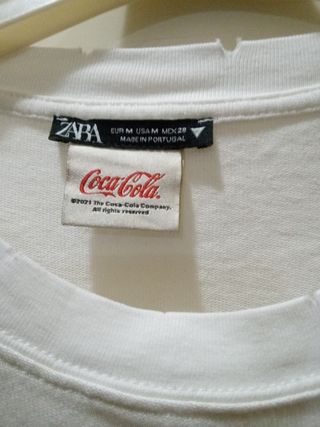 ZARA
EUR M USA M MEX 28
MADE IN PORTUGAL
Coca-Cola.
©2021 The Coca-Cola Company.
All rights reserved